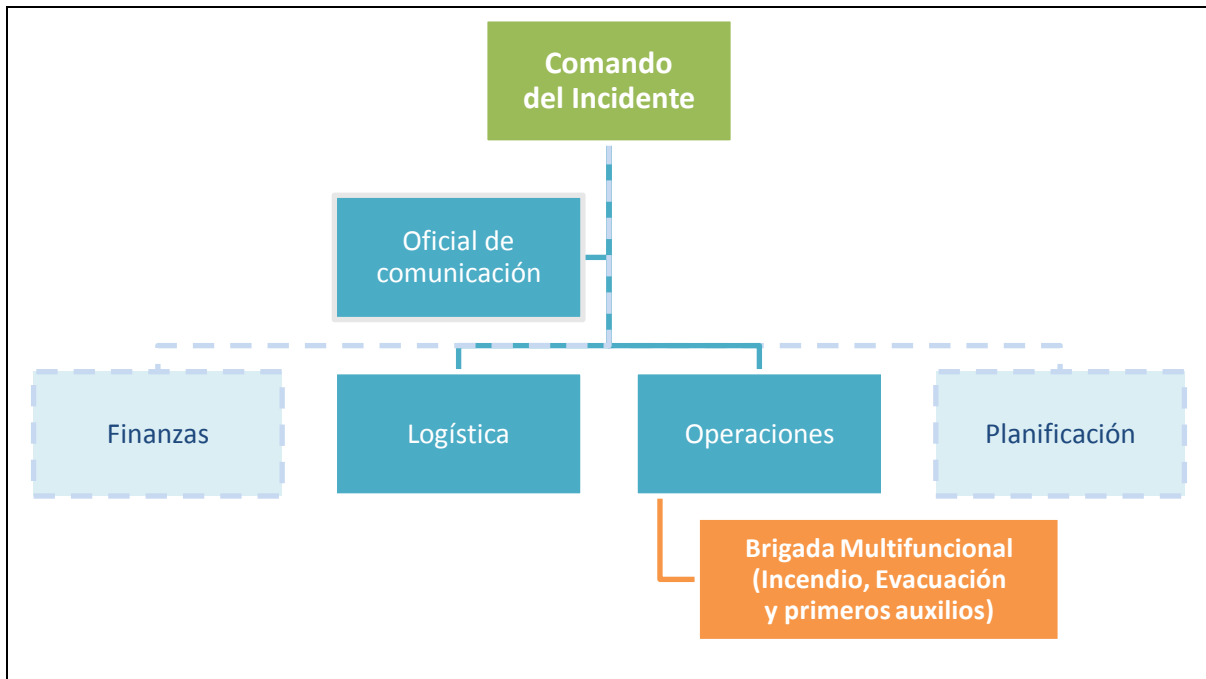 Comando
del Incidente
Oficial de
comunicación
Finanzas
Logística
Operaciones
Planificación
Brigada Multifuncional
(Incendio, Evacuación
y primeros auxilios)